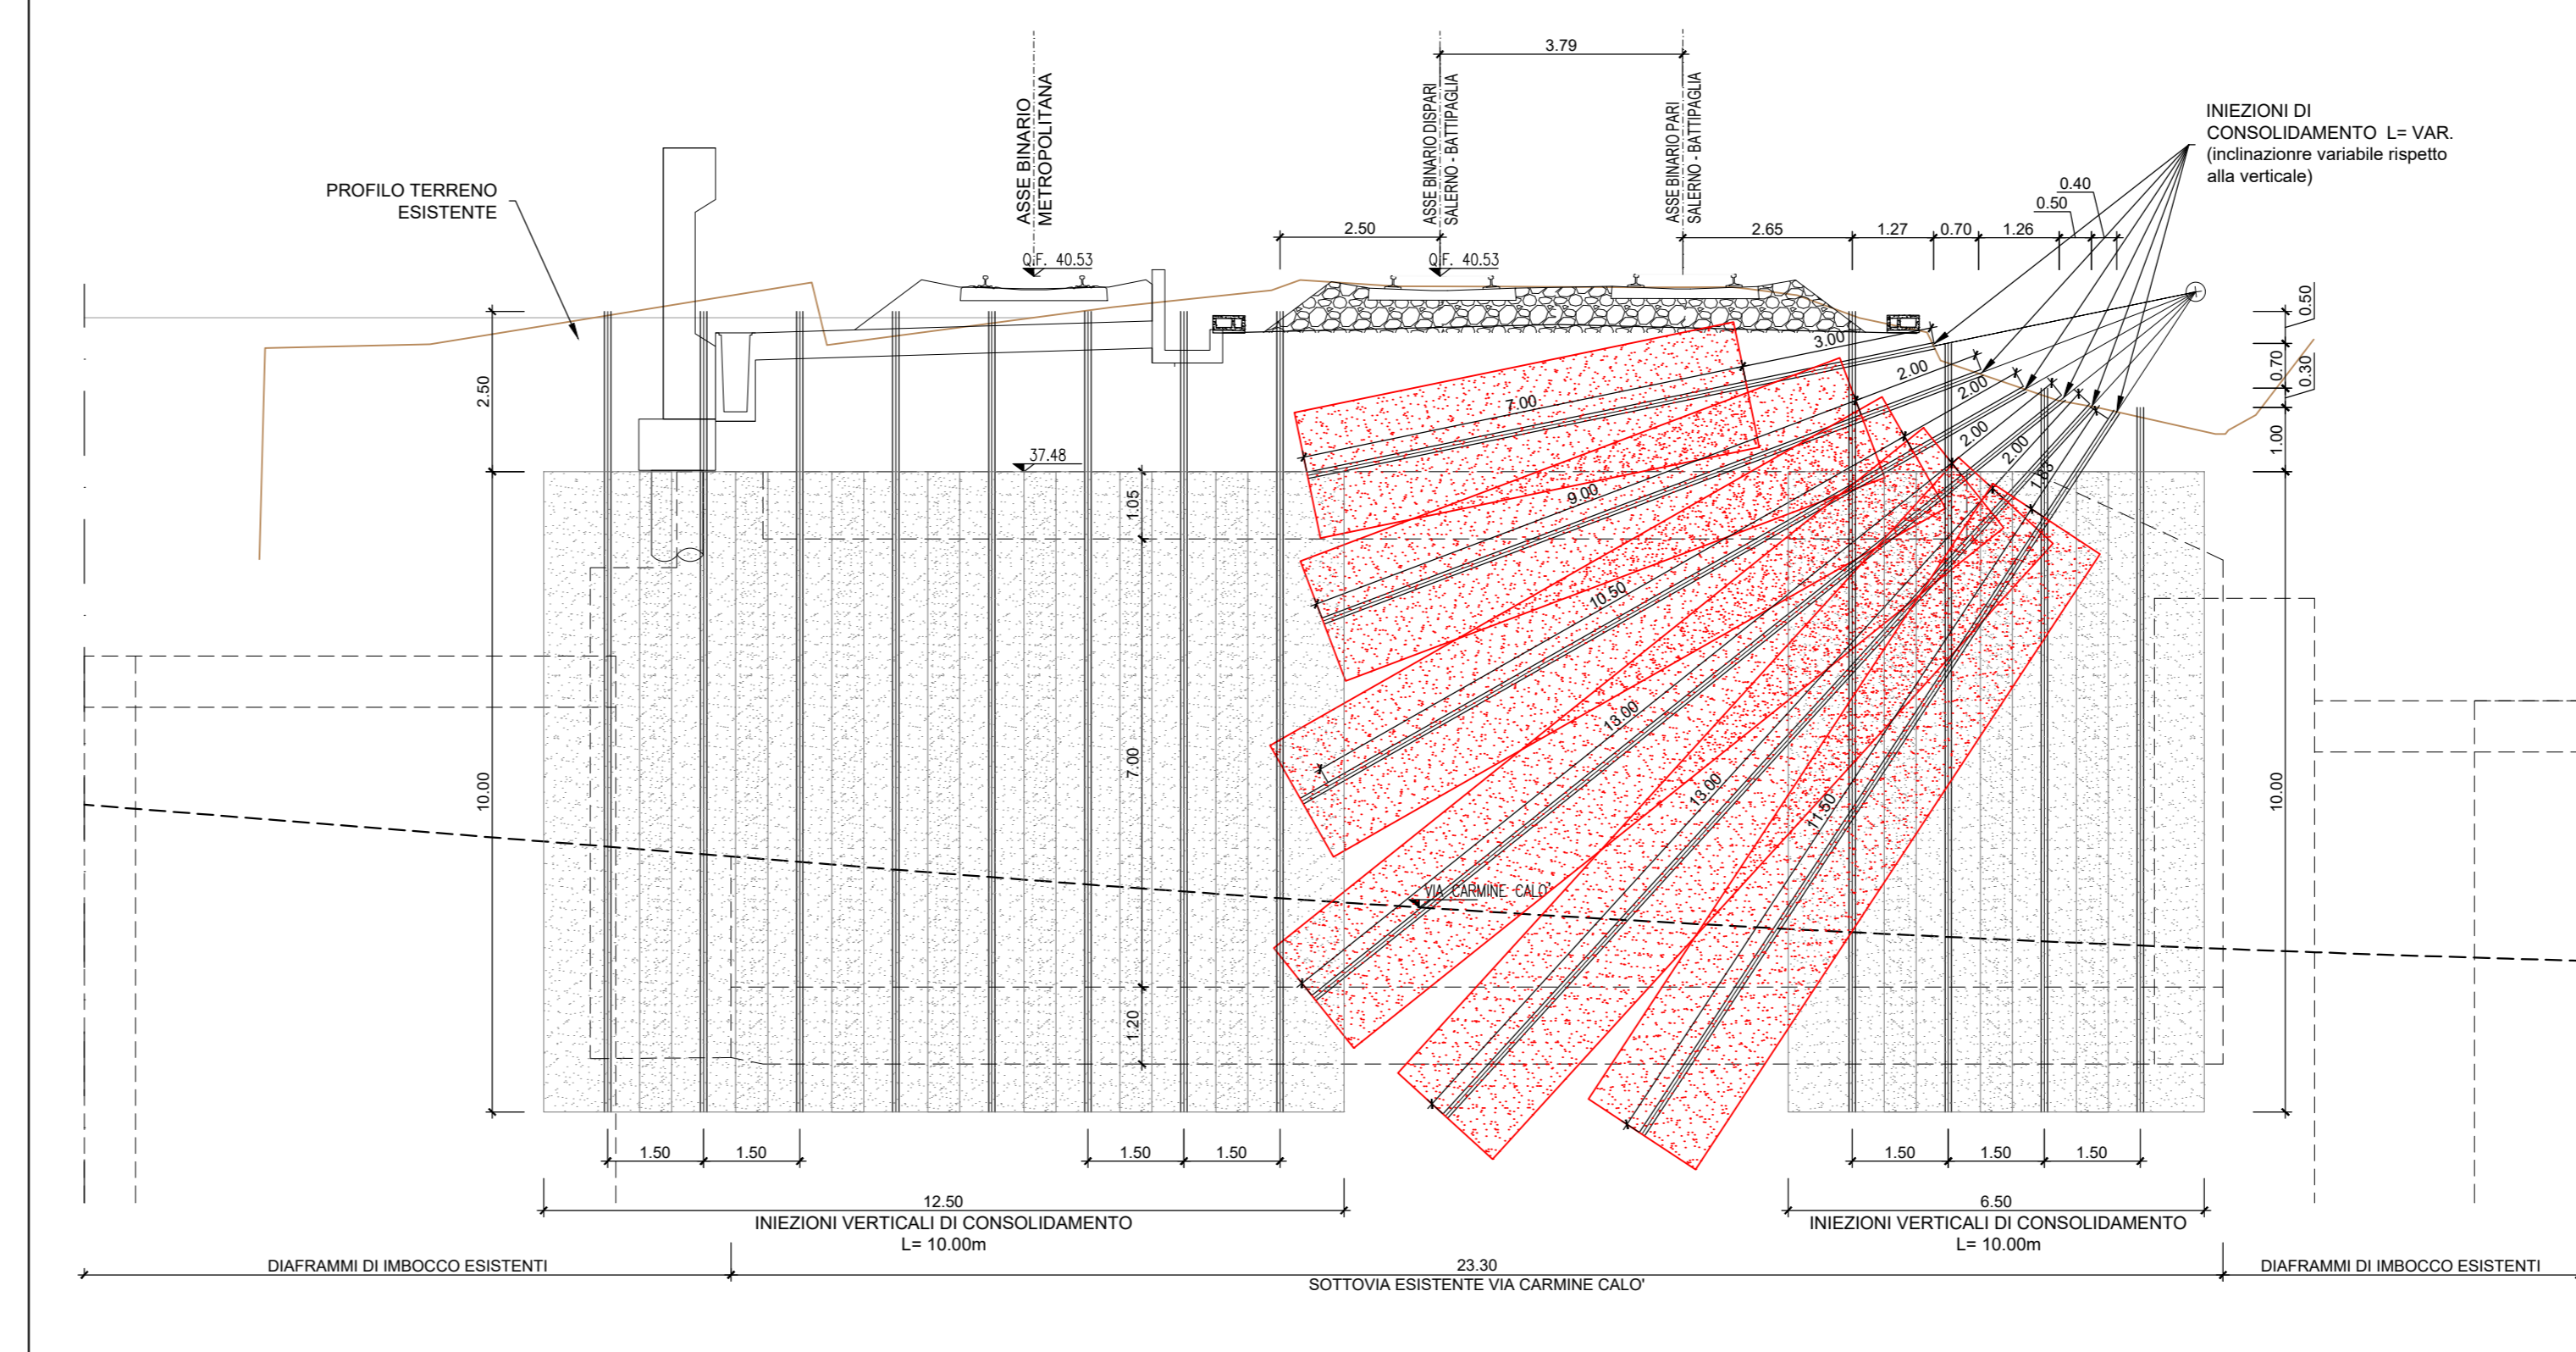 3.79
ASSE BINARIO
METROPOLITANA
ASSE BINARIO DISPARI
SALERNO - BATTIPAGLIA
ASSE BINARIO PARI
SALERNO - BATTIPAGLIA
INIEZIONI DI
CONSOLIDAMENTO L= VAR.
(inclinazionre variabile rispetto
alla verticale)
PROFILO TERRENO
ESISTENTE
0.40
0.50
2.50
2.65
1.27
0.70
1.26
Q.F. 40.53
Q.F. 40.53
0.50
0.70
0.30
1.00
10.00
2.50
10.00
37.48
1.05
7.00
1.20
3.00
7.00
2.00
9.00
2.00
10.50
2.00
13.00
2.00
13.00
1.83
11.50
VIA CARMINE CALO'
1.50
1.50
1.50
1.50
1.50
1.50
1.50
12.50
INIEZIONI VERTICALI DI CONSOLIDAMENTO
L= 10.00m
6.50
INIEZIONI VERTICALI DI CONSOLIDAMENTO
L= 10.00m
DIAFRAMMI DI IMBOCCO ESISTENTI
23.30
SOTTOVIA ESISTENTE VIA CARMINE CALO'
DIAFRAMMI DI IMBOCCO ESISTENTI